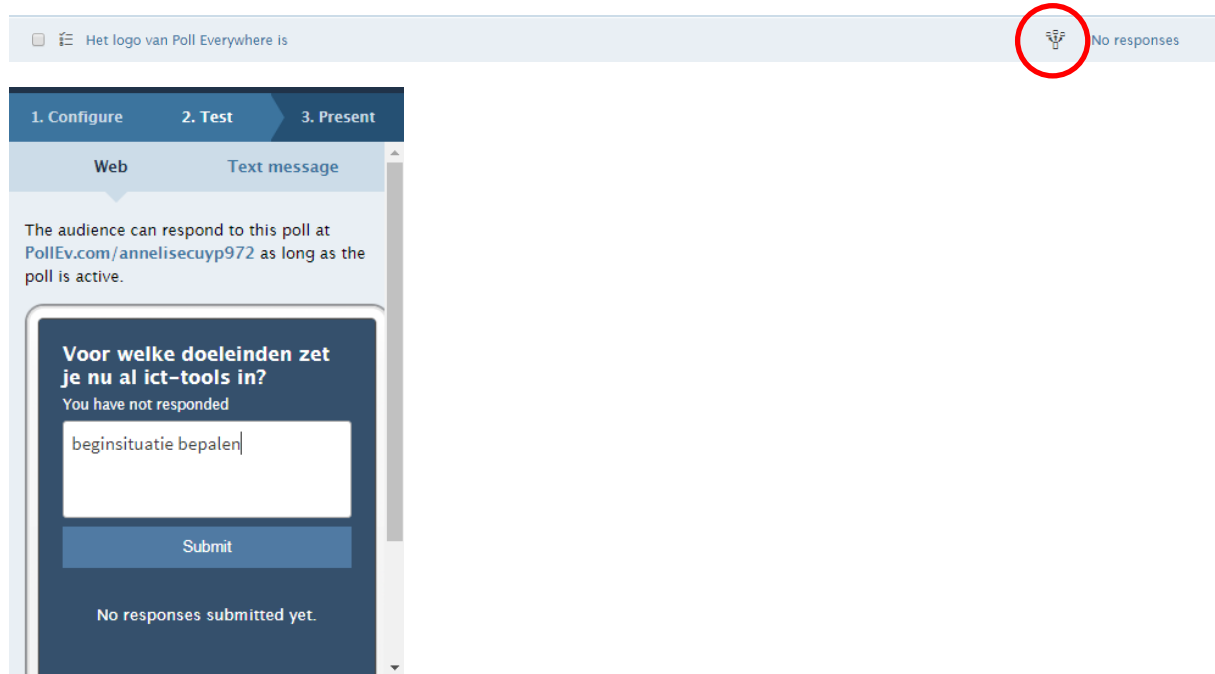 Het logo van Poll Everywhere is
No responses
1. Configure
2. Test
3. Present
Web
Text message
The audience can respond to this poll at
PollEv.com/annelisecuyp972 as long as the
poll is active.
Voor welke doeleinden zet
je nu al ict-tools in?
You have not responded
beginsituatie bepalen
Submit
No responses submitted yet.